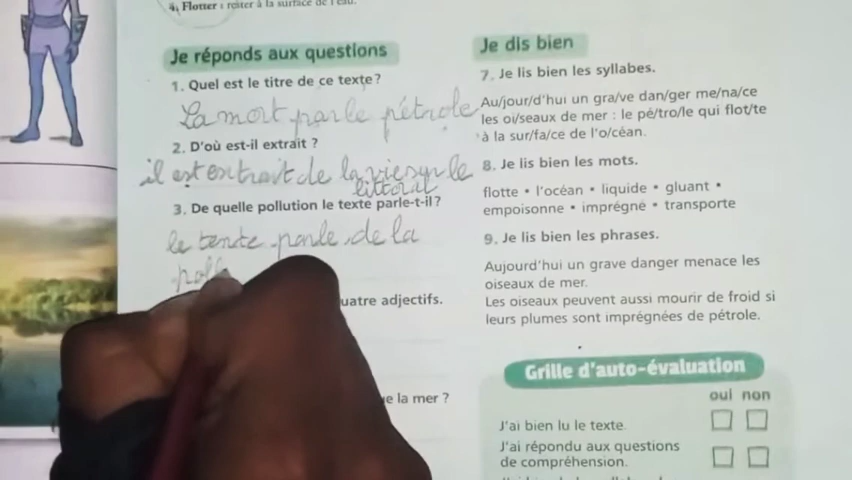 4. Flotter : rester à la surface de l'eau.
Je réponds aux questions
1. Quel est le titre de ce texte ?
La mort par le pétrole
2. D'où est-il extrait ?
il est extrait de la vie sur le
littoral
3. De quelle pollution le texte parle-t-il ?
le texte parle de la
poll
uatre adjectifs.
e la mer ?
Je dis bien
7. Je lis bien les syllabes.
Au/jour/d'hui un gra/ve dan/ger me/na/ce
les oi/seaux de mer : le pé/tro/le qui flot/te
à la sur/fa/ce de l'o/céan.
8. Je lis bien les mots.
flotte • l'océan • liquide • gluant •
empoisonne • imprégné • transporte
9. Je lis bien les phrases.
Aujourd'hui un grave danger menace les
oiseaux de mer.
Les oiseaux peuvent aussi mourir de froid si
leurs plumes sont imprégnées de pétrole.
Grille d'auto-évaluation
oui non
J'ai bien lu le texte.
J'ai répondu aux questions
de compréhension.